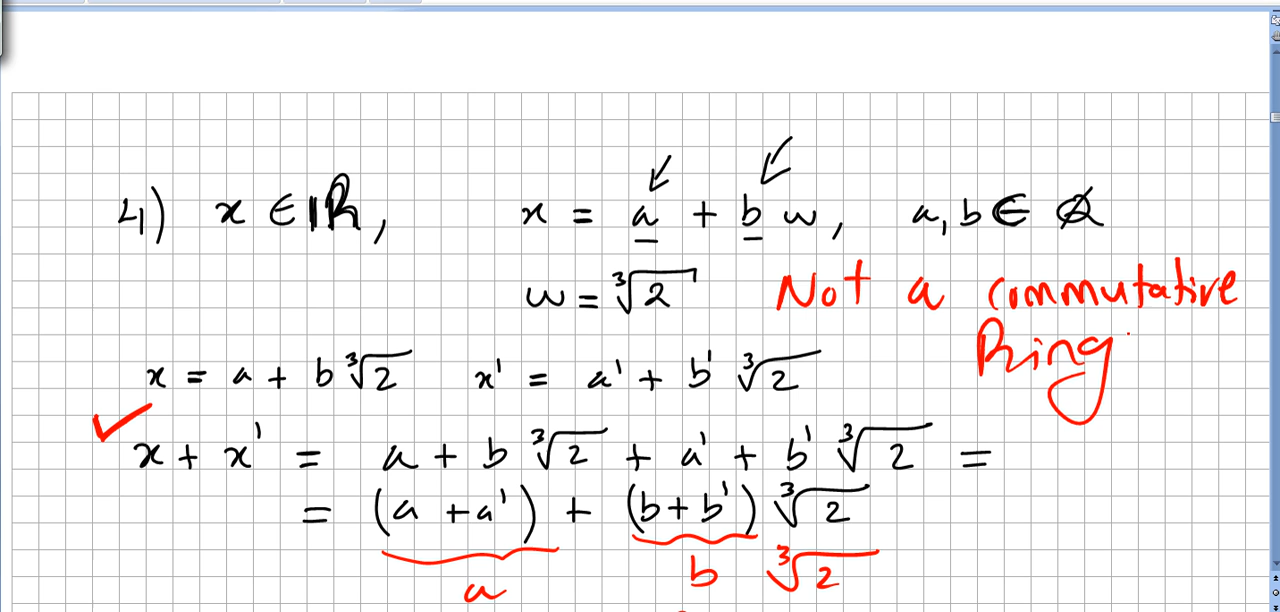 4) x ∈ ℝ, x = a + b w, a, b ∈ ℚ
w = ∛2 Not a commutative
Ring
x = a + b ∛2 x' = a' + b' ∛2
x + x' = a + b ∛2 + a' + b' ∛2 =
= (a + a') + (b + b') ∛2
a b ∛2